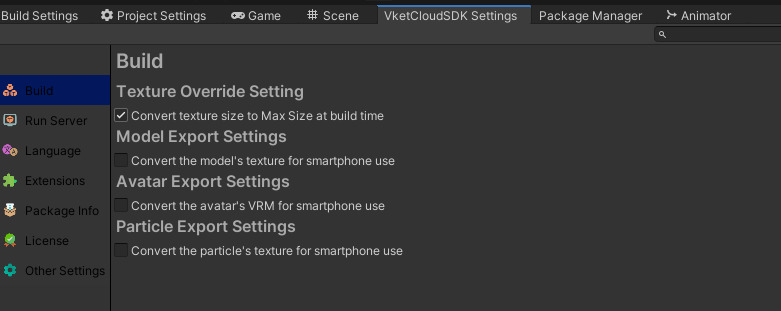 Build Settings Project Settings Game Scene VketCloudSDK Settings Package Manager Animator
Build
Run Server
Language
Extensions
Package Info
License
Other Settings
Build
Texture Override Setting
Convert texture size to Max Size at build time
Model Export Settings
Convert the model's texture for smartphone use
Avatar Export Settings
Convert the avatar's VRM for smartphone use
Particle Export Settings
Convert the particle's texture for smartphone use